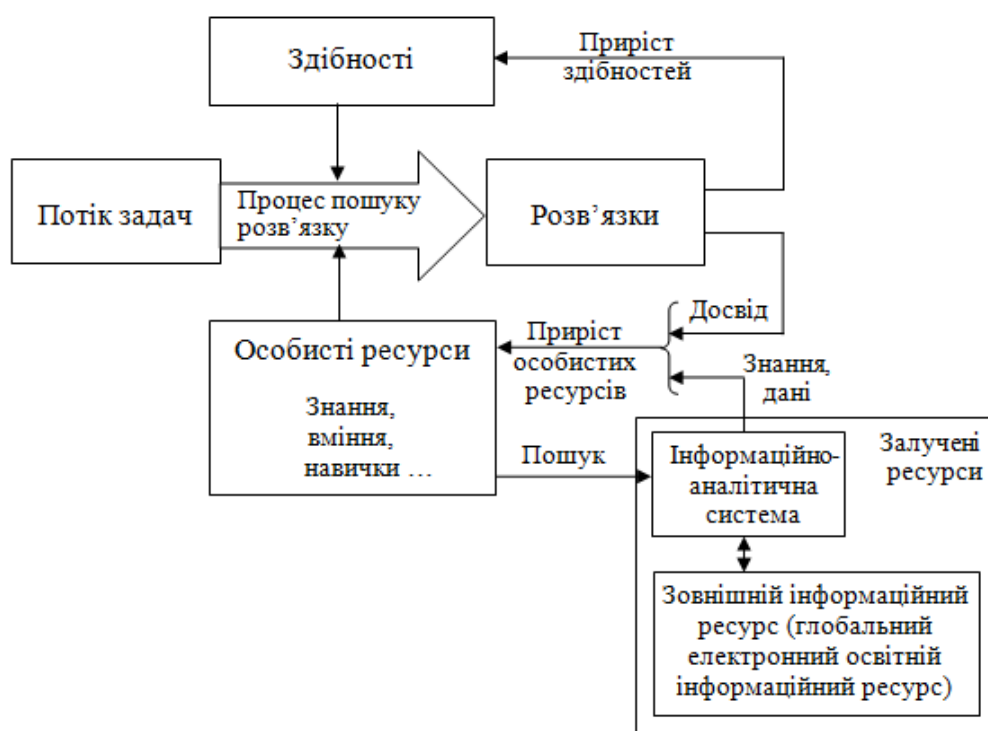 Здібності
Приріст
здібностей
Потік задач
Процес пошуку
розв’язку
Розв’язки
Особисті ресурси
Знання,
вміння,
навички ...
Приріст
особистих
ресурсів
Досвід
Знання,
дані
Пошук
Інформаційно-
аналітична
система
Залучені
ресурси
Зовнішній інформаційний
ресурс (глобальний
електронний освітній
інформаційний ресурс)